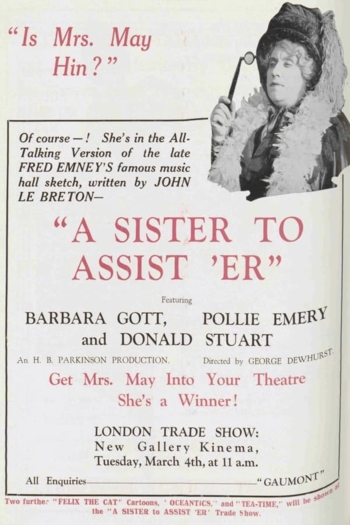 "Is Mrs. May
Hin?"
Of course—! She's in the All-
Talking Version of the late
FRED EMNEY'S famous music
hall sketch, written by JOHN
LE BRETON—
"A SISTER TO
ASSIST 'ER"
Featuring
BARBARA GOTT, POLLIE EMERY
and DONALD STUART
An H. B. PARKINSON PRODUCTION. Directed by GEORGE DEWHURST.
Get Mrs. May Into Your Theatre
She's a Winner!
LONDON TRADE SHOW:
New Gallery Kinema,
Tuesday, March 4th, at 11 a.m.
All Enquiries—————"GAUMONT"
Two further "FELIX THE CAT" Cartoons, "OCEANTICS," and "TEA-TIME," will be shown at
the "A SISTER to ASSIST 'ER" Trade Show.